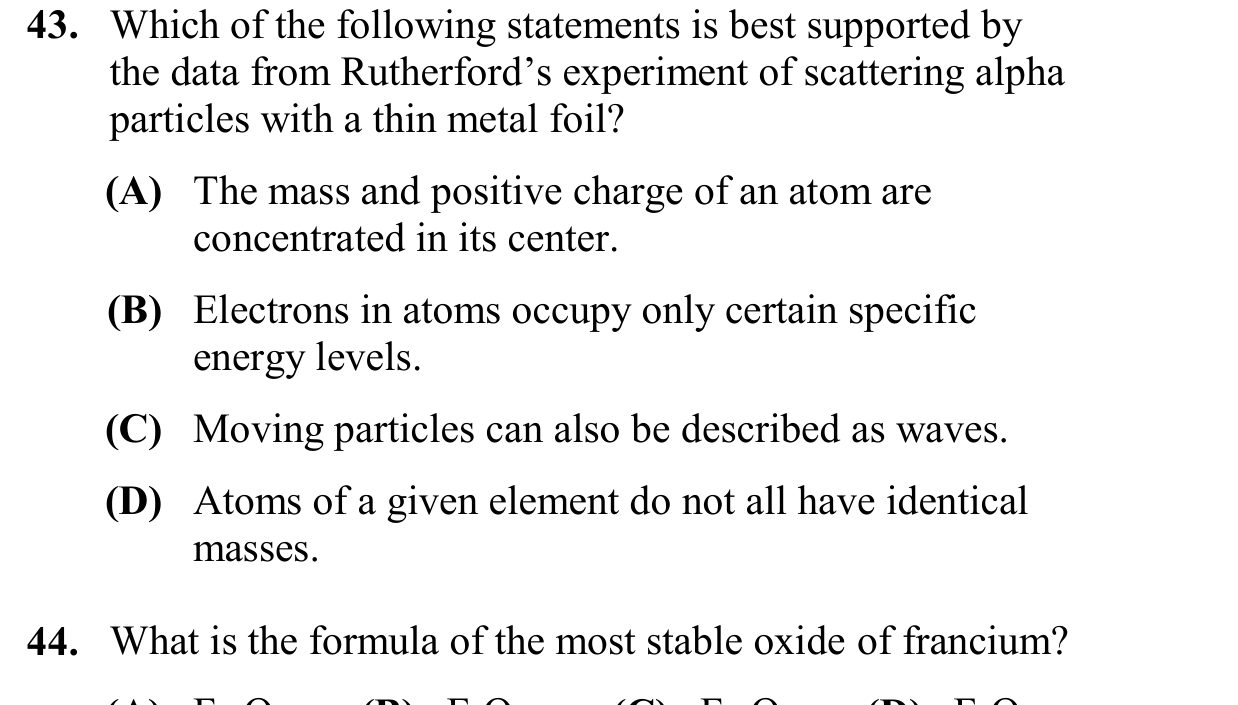 43. Which of the following statements is best supported by
the data from Rutherford’s experiment of scattering alpha
particles with a thin metal foil?
(A) The mass and positive charge of an atom are
concentrated in its center.
(B) Electrons in atoms occupy only certain specific
energy levels.
(C) Moving particles can also be described as waves.
(D) Atoms of a given element do not all have identical
masses.
44. What is the formula of the most stable oxide of francium?